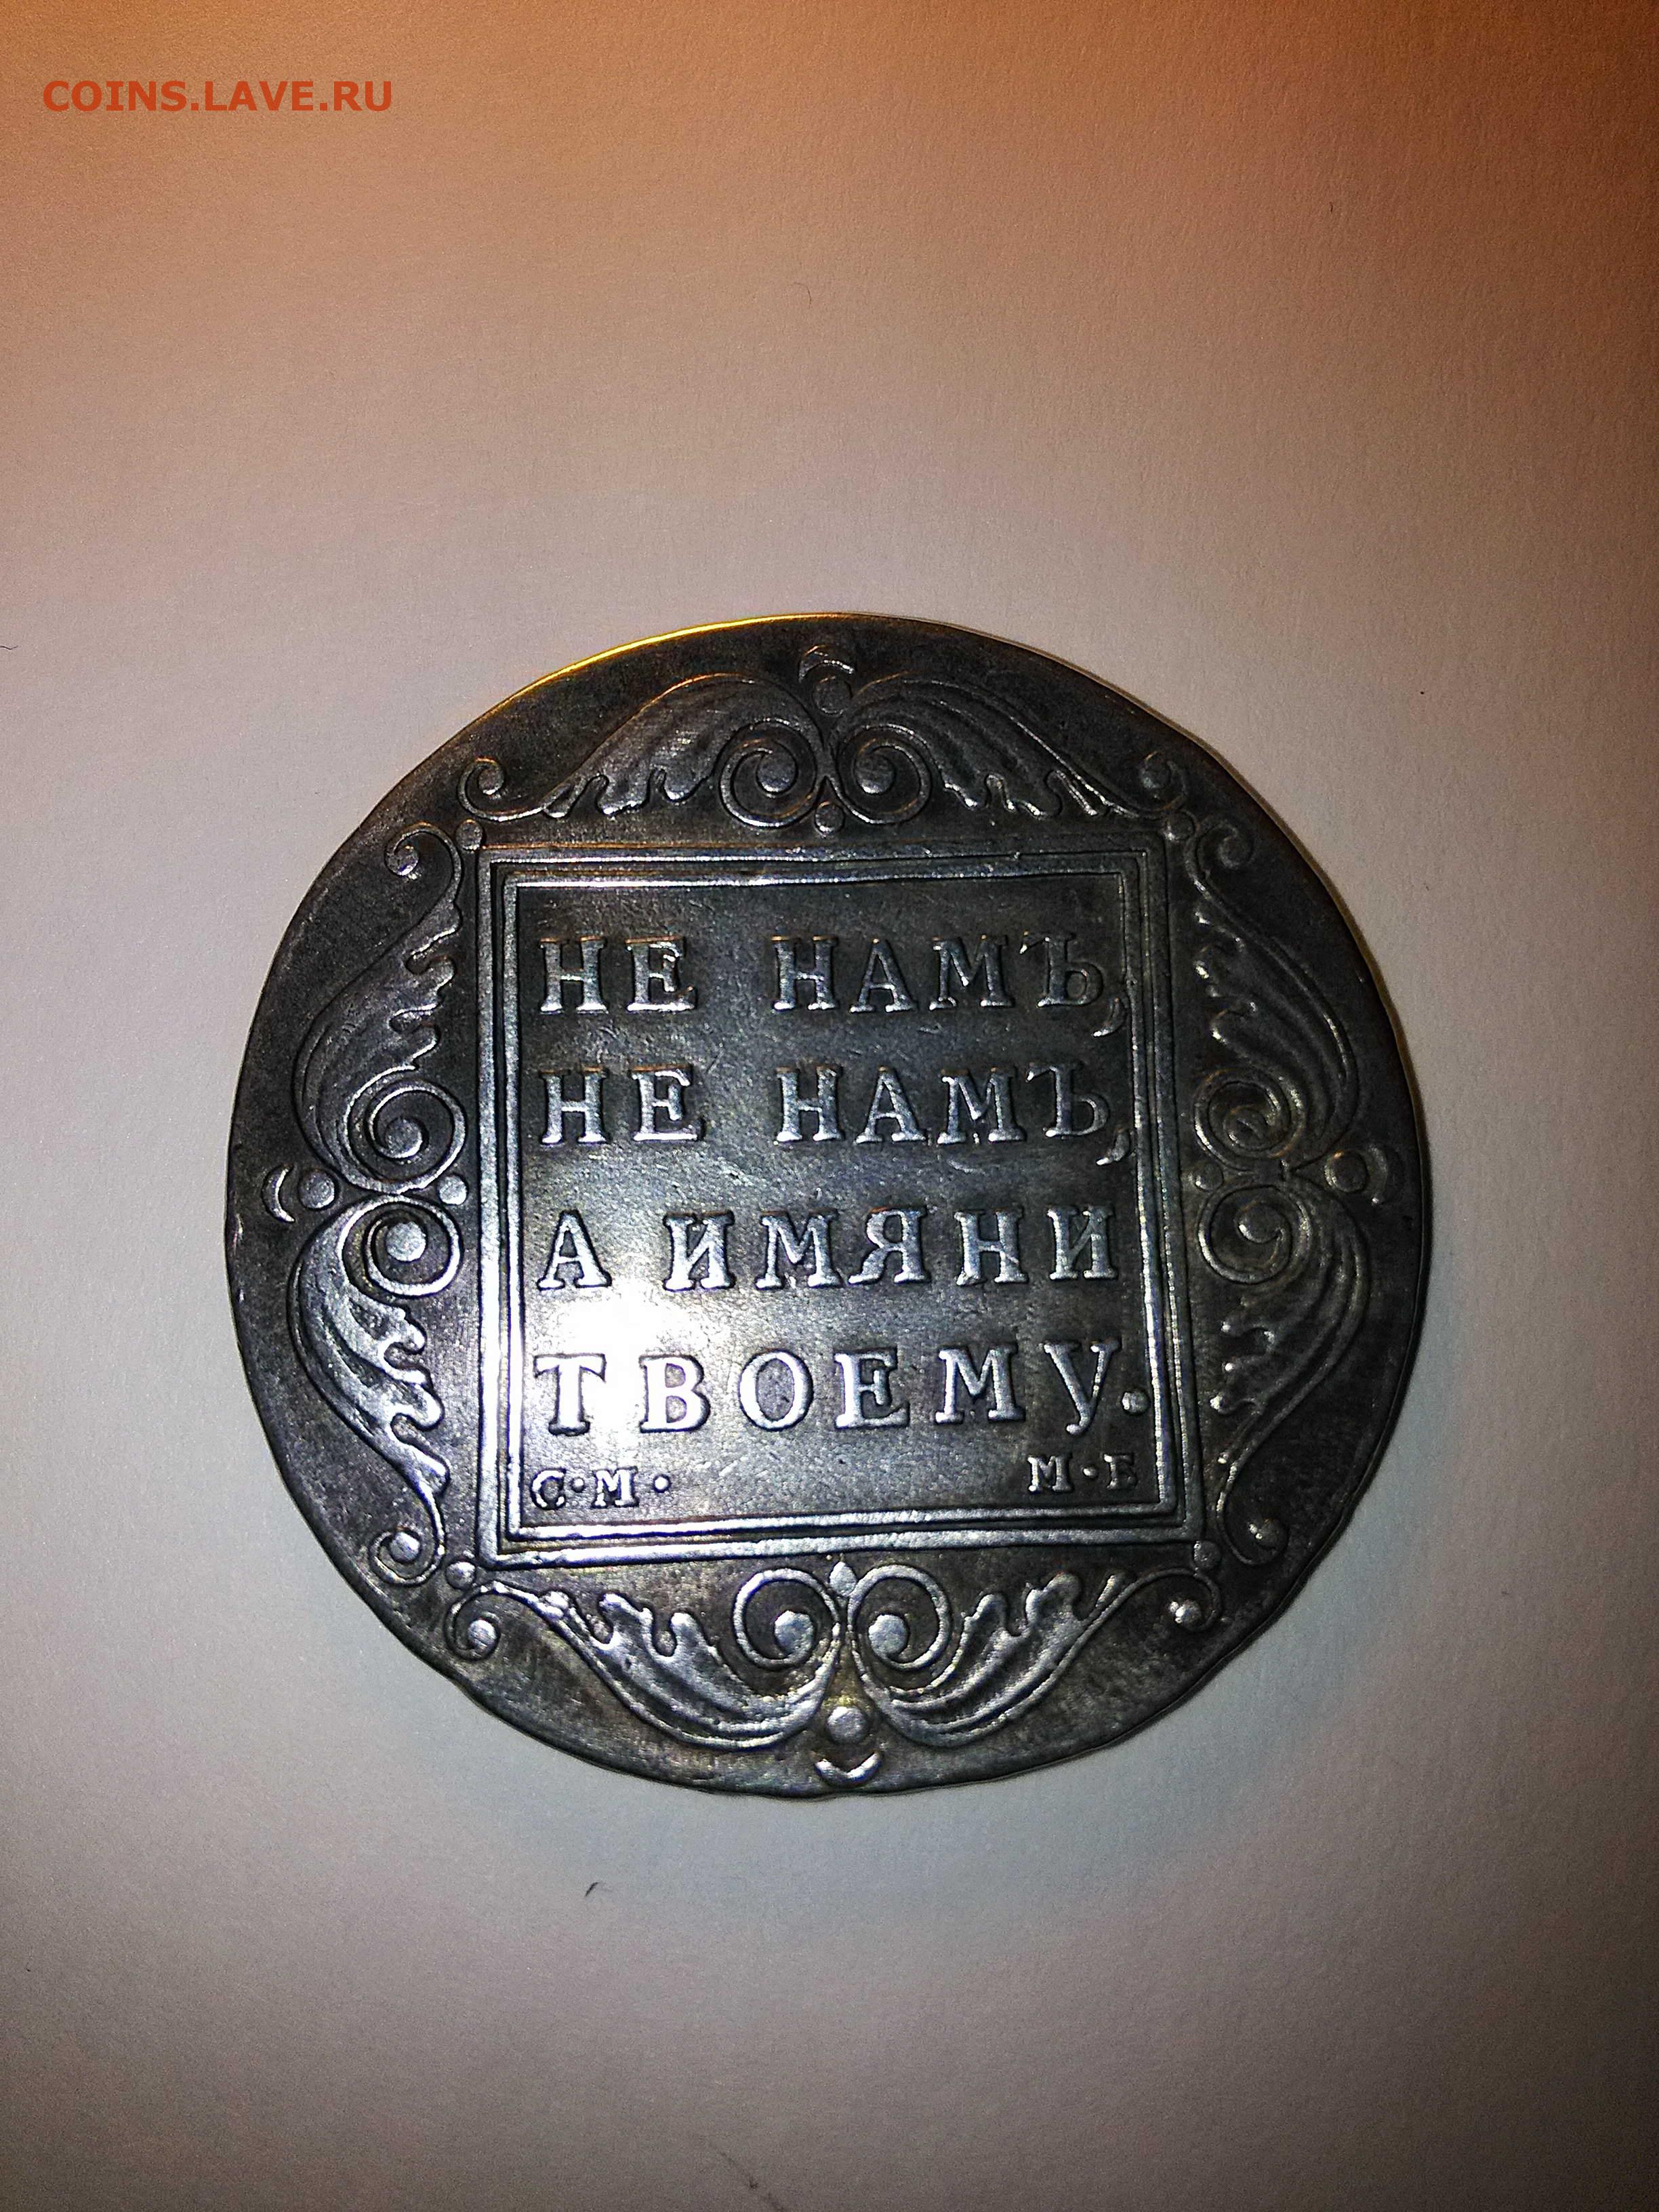 COINS.LAVE.RU
НЕ НАМЪ,
НЕ НАМЪ,
А ИМЯНИ
ТВОЕМУ.
С·М· М·Б